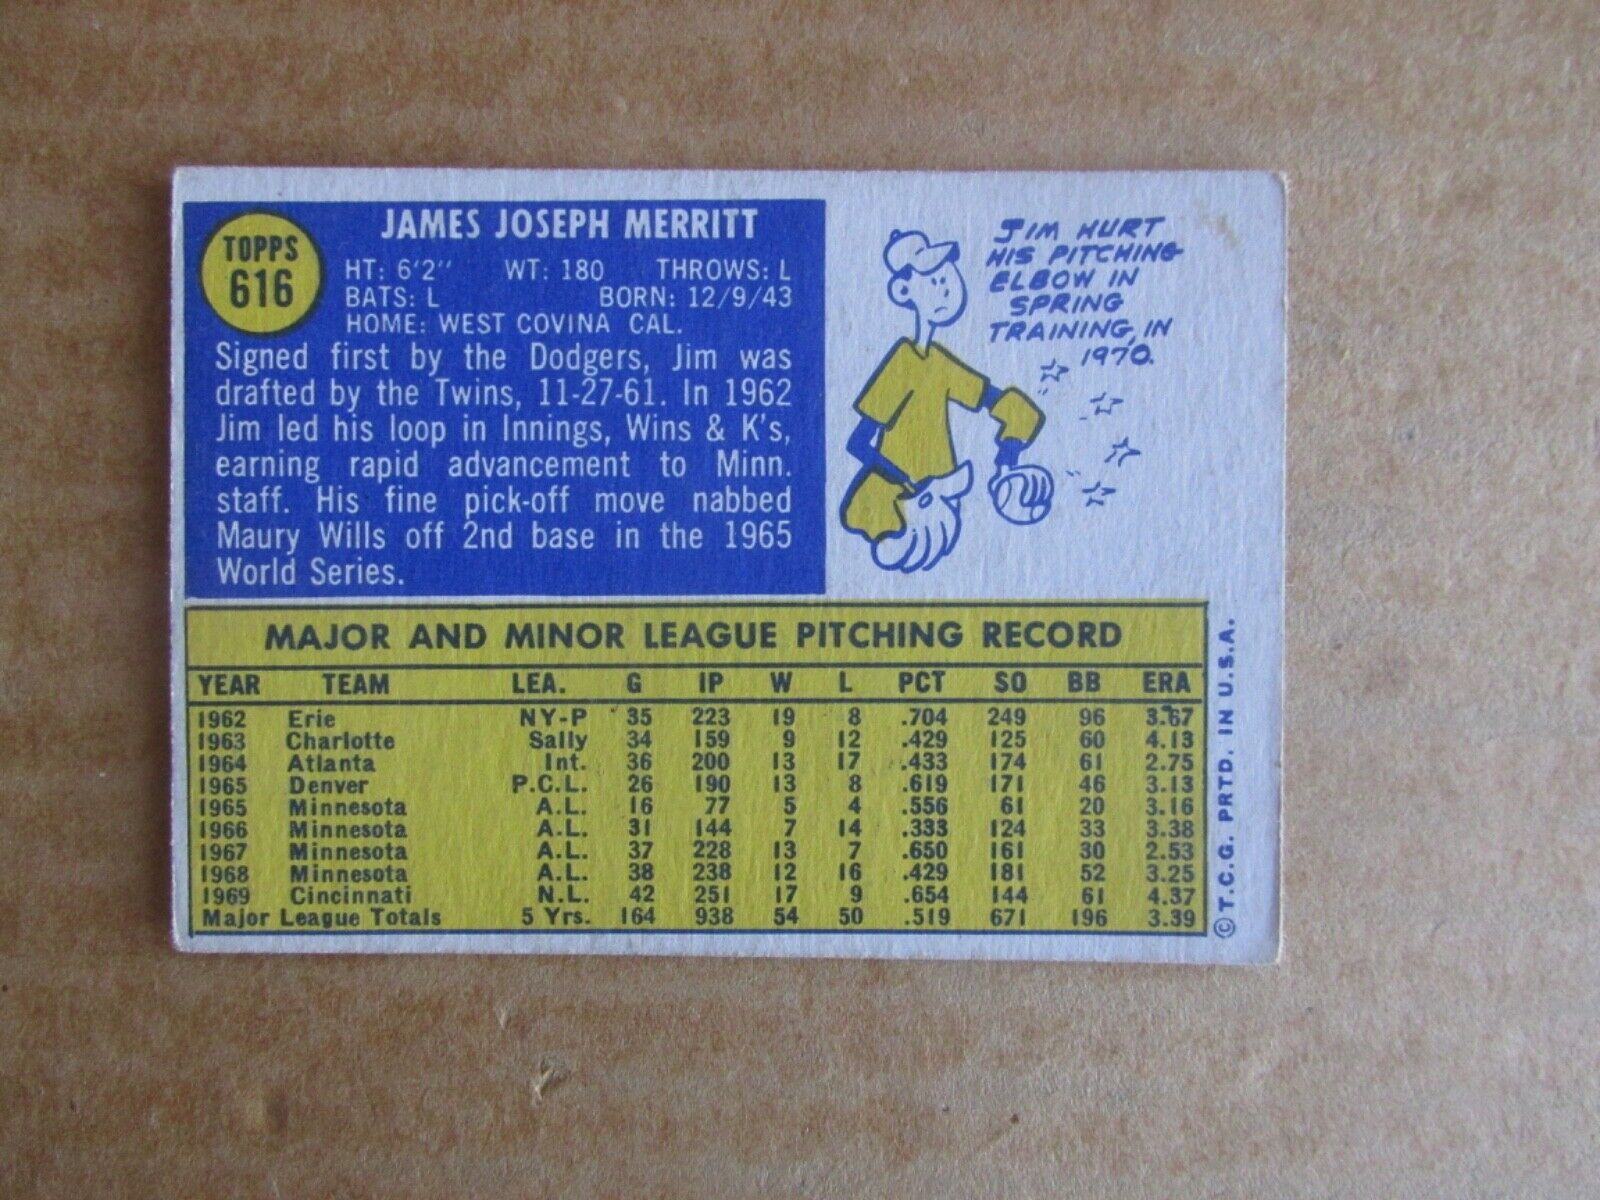 TOPPS
616
JAMES JOSEPH MERRITT
HT: 6'2" WT: 180 THROWS: L
BATS: L BORN: 12/9/43
HOME: WEST COVINA CAL.
Signed first by the Dodgers, Jim was
drafted by the Twins, 11-27-61. In 1962
Jim led his loop in Innings, Wins & K's,
earning rapid advancement to Minn.
staff. His fine pick-off move nabbed
Maury Wills off 2nd base in the 1965
World Series.
JIM HURT
HIS PITCHING
ELBOW IN
SPRING
TRAINING, IN
1970.
MAJOR AND MINOR LEAGUE PITCHING RECORD
YEAR TEAM LEA. G IP W L PCT SO BB ERA
1962 Erie NY-P 35 223 19 8 .704 249 96 3.67
1963 Charlotte Sally 34 159 9 12 .429 125 60 4.13
1964 Atlanta Int. 36 200 13 17 .433 174 61 2.75
1965 Denver P.C.L. 26 190 13 8 .619 171 46 3.13
1965 Minnesota A.L. 16 77 5 4 .556 61 20 3.16
1966 Minnesota A.L. 31 144 7 14 .333 124 33 3.38
1967 Minnesota A.L. 37 228 13 7 .650 161 30 2.53
1968 Minnesota A.L. 38 238 12 16 .429 181 52 3.25
1969 Cincinnati N.L. 42 251 17 9 .654 144 61 4.37
Major League Totals 5 Yrs. 164 938 54 50 .519 671 196 3.39
© T.C.G. PRTD. IN U.S.A.